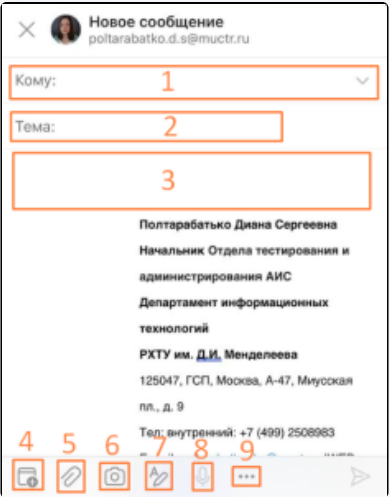 Новое сообщение
poltarabatko.d.s@muctr.ru
Кому: 1
Тема: 2
3
Полтарабатько Диана Сергеевна
Начальник Отдела тестирования и
администрирования АИС
Департамент информационных
технологий
РХТУ им. Д.И. Менделеева
125047, ГСП, Москва, А-47, Миусская
пл., д. 9
Тел: внутренний: +7 (499) 2508983
4 5 6 7 8 9